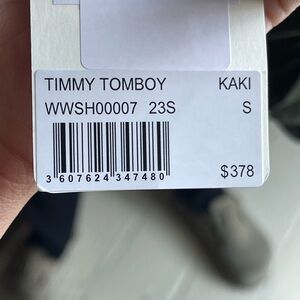 TIMMY TOMBOY KAKI
WWSH00007 23S S
3 607624 347480
$378